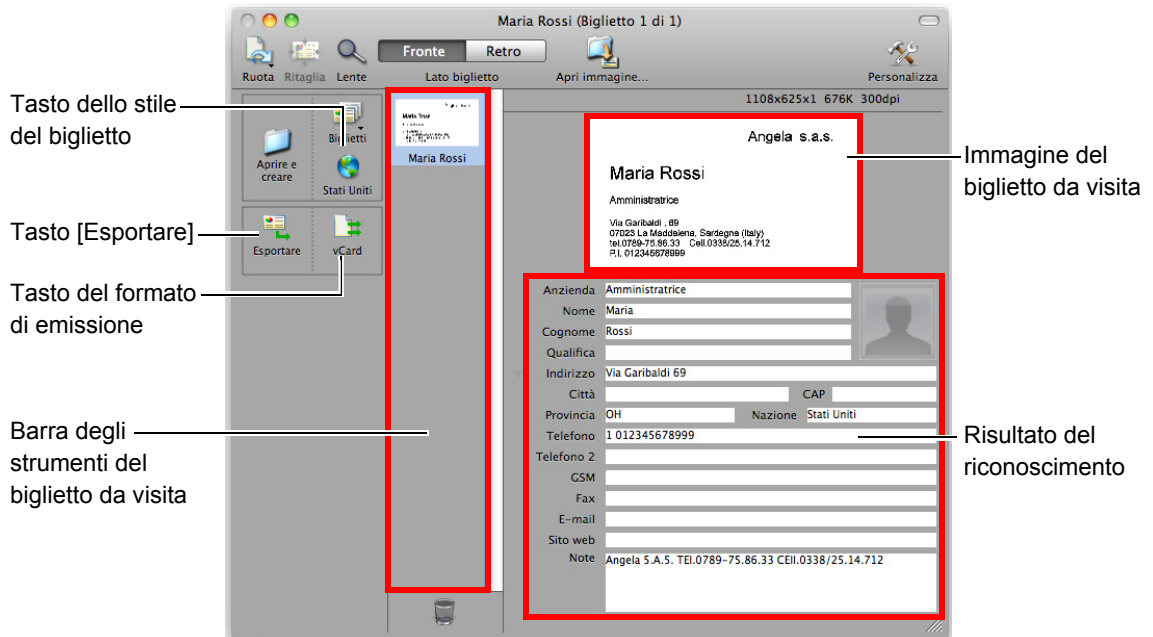 Maria Rossi (Biglietto 1 di 1)
Ruota Ritaglia Lente
Fronte Retro
Lato biglietto
Apri immagine...
Personalizza
Tasto dello stile
del biglietto
Tasto [Esportare]
Tasto del formato
di emissione
Barra degli
strumenti del
biglietto da visita
Aprire e
creare
Biglietti
Stati Uniti
Esportare
vCard
Maria Rossi
1108x625x1 676K 300dpi
Angela s.a.s.
Maria Rossi
Amministratrice
Via Garibaldi , 69
07023 La Maddalena, Sardegna (Italy)
tel.0789-75.86.33 Cell.0338/25.14.712
P.I. 012345678999
Immagine del
biglietto da visita
Anzienda Amministratrice
Nome Maria
Cognome Rossi
Qualifica
Indirizzo Via Garibaldi 69
Città CAP
Provincia OH Nazione Stati Uniti
Telefono 1 012345678999
Telefono 2
GSM
Fax
E-mail
Sito web
Note Angela S.A.S. TEl.0789-75.86.33 CEll.0338/25.14.712
Risultato del
riconoscimento